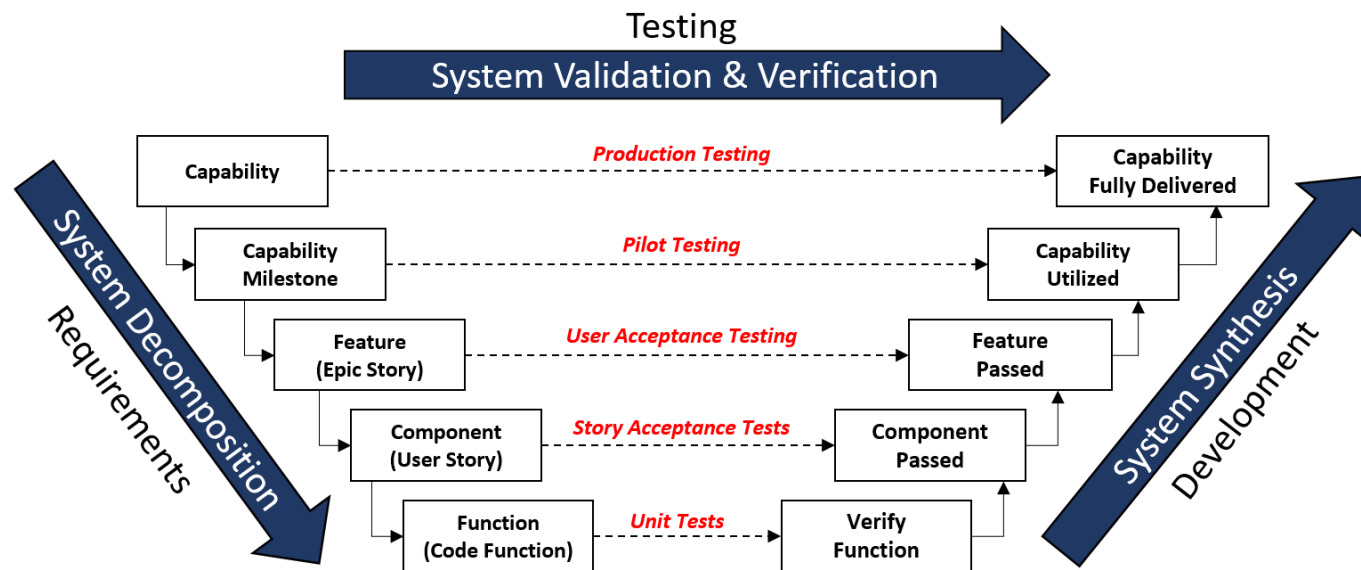 Testing
System Validation & Verification
Capability
Production Testing
Capability
Fully Delivered
System Decomposition
Requirements
Capability
Milestone
Pilot Testing
Capability
Utilized
System Synthesis
Development
Feature
(Epic Story)
User Acceptance Testing
Feature
Passed
Component
(User Story)
Story Acceptance Tests
Component
Passed
Function
(Code Function)
Unit Tests
Verify
Function